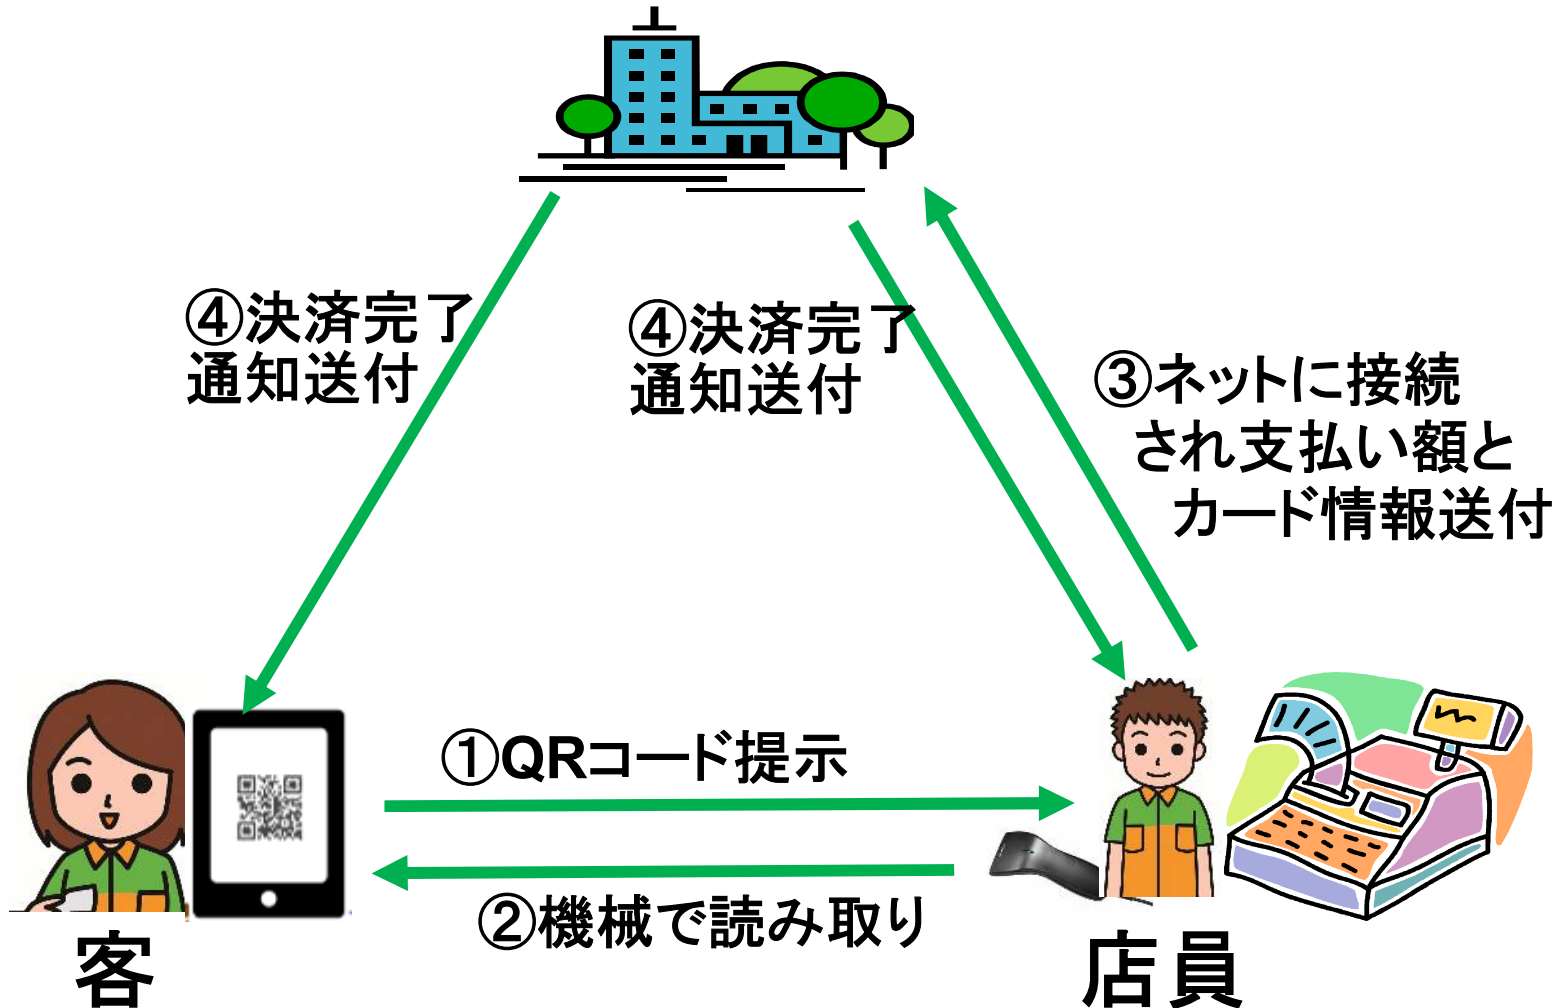 ④決済完了
通知送付
④決済完了
通知送付
③ネットに接続
され支払い額と
カード情報送付
①QRコード提示
②機械で読み取り
客
店員